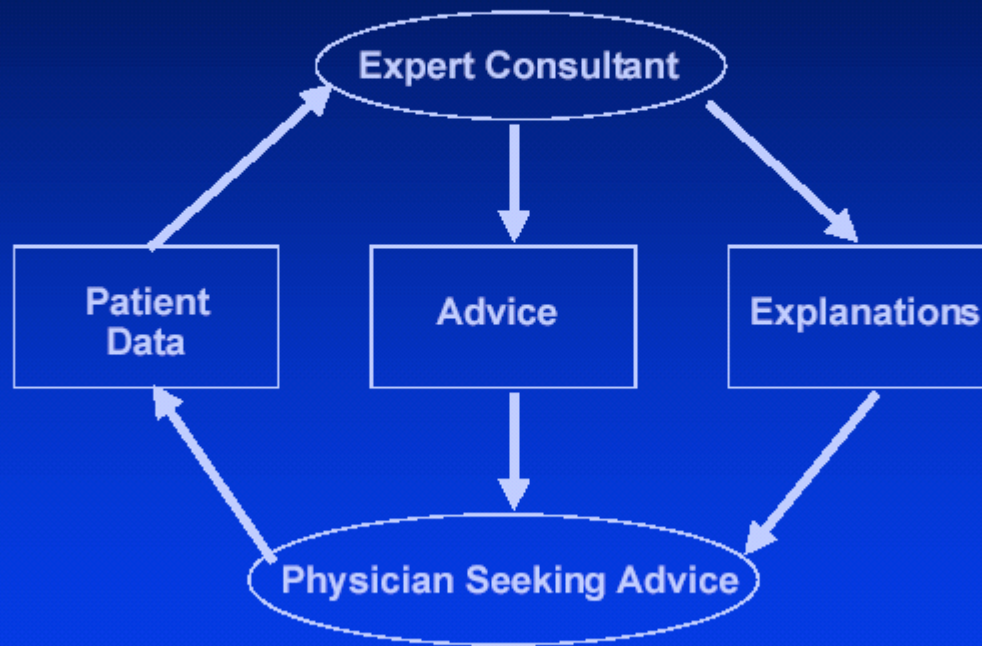 Expert Consultant
Patient
Data
Advice
Explanations
Physician Seeking Advice